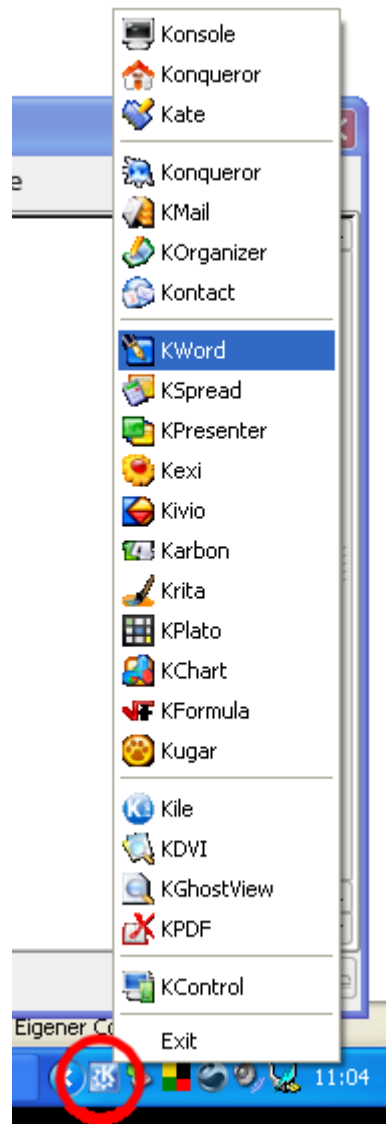 Konsole
Konqueror
Kate
e
Konqueror
KMail
KOrganizer
Kontact
KWord
KSpread
KPresenter
Kexi
Kivio
Karbon
Krita
KPlato
KChart
KFormula
Kugar
Kile
KDVI
KGhostView
KPDF
KControl
Eigener Co
Exit
11:04